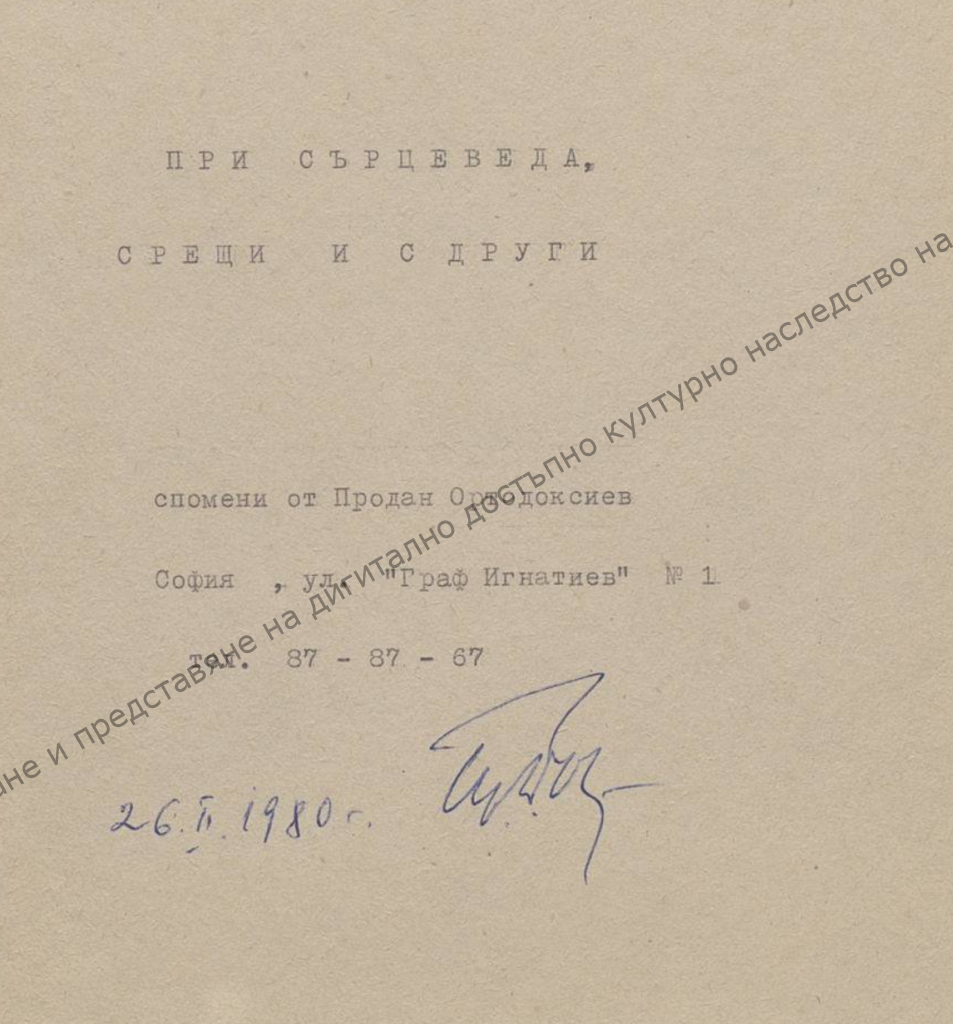 ПРИ СЪРЦЕВЕДА,
СРЕЩИ И С ДРУГИ
спомени от Продан Ортодоксиев
София , ул. "Граф Игнатиев" № 1
тел. 87 - 87 - 67
26.II.1980 г.
и представяне на дигитално достъпно културно наследство на